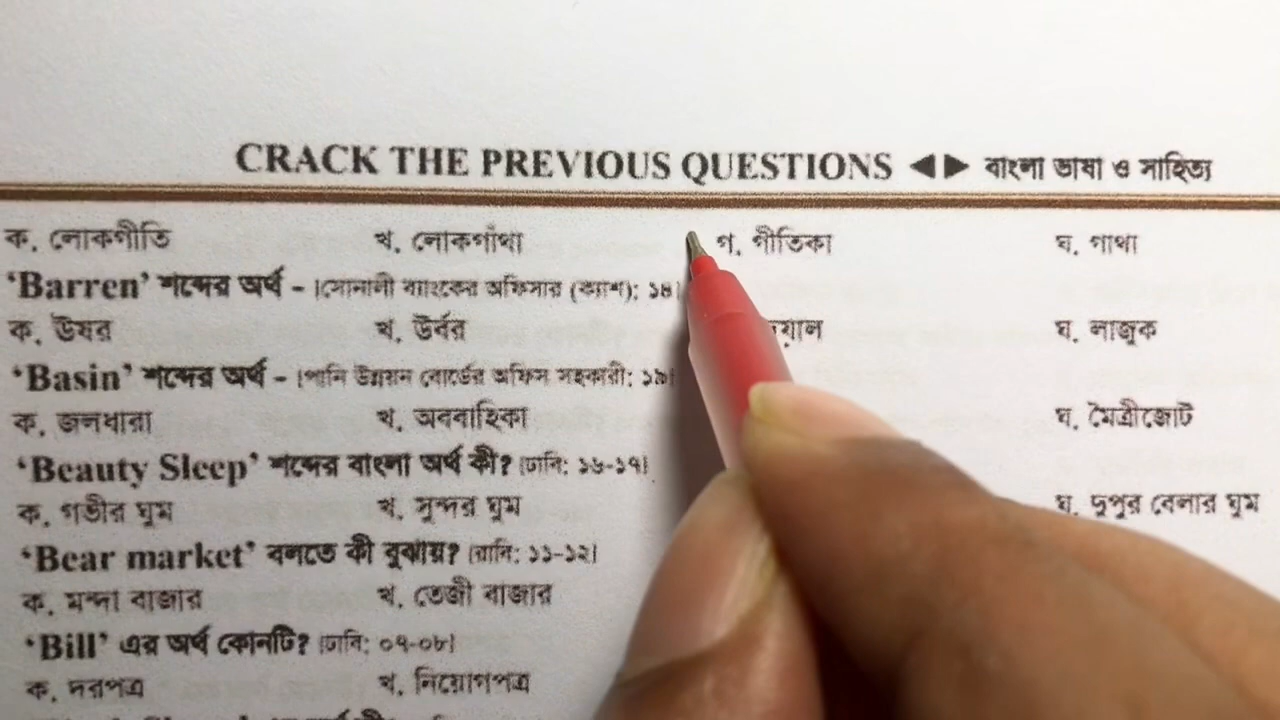 CRACK THE PREVIOUS QUESTIONS ◀▶ বাংলা ভাষা ও সাহিত্য
ক. লোকগীতি খ. লোকগাঁথা গ. গীতিকা ঘ. গাথা
‘Barren’ শব্দের অর্থ - [সোনালী ব্যাংকের অফিসার (ক্যাশ): ১৪]
ক. ঊষর খ. উর্বর ঘ. লাজুক
‘Basin’ শব্দের অর্থ - [পানি উন্নয়ন বোর্ডের অফিস সহকারী: ১৯]
ক. জলধারা খ. অববাহিকা ঘ. মৈত্রীজোট
‘Beauty Sleep’ শব্দের বাংলা অর্থ কী? [ঢাবি: ১৬-১৭]
ক. গভীর ঘুম খ. সুন্দর ঘুম ঘ. দুপুর বেলার ঘুম
‘Bear market’ বলতে কী বুঝায়? [রাবি: ১১-১২]
ক. মন্দা বাজার খ. তেজী বাজার
‘Bill’ এর অর্থ কোনটি? [ঢাবি: ০৭-০৮]
ক. দরপত্র খ. নিয়োগপত্র